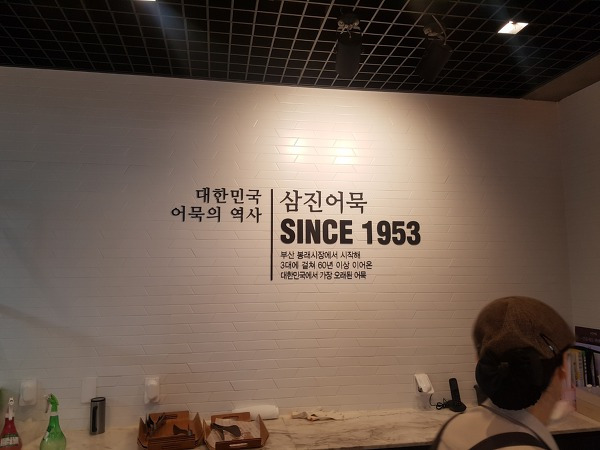 대한민국
어묵의 역사
삼진어묵
SINCE 1953
부산 봉래시장에서 시작해
3대에 걸쳐 60년 이상 이어온
대한민국에서 가장 오래된 어묵